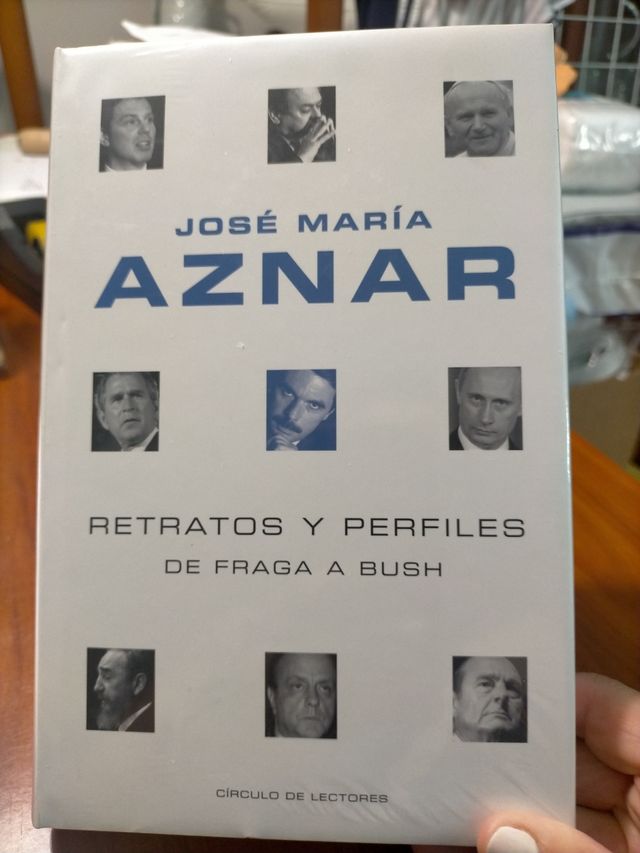 JOSÉ MARÍA
AZNAR
RETRATOS Y PERFILES
DE FRAGA A BUSH
CÍRCULO DE LECTORES